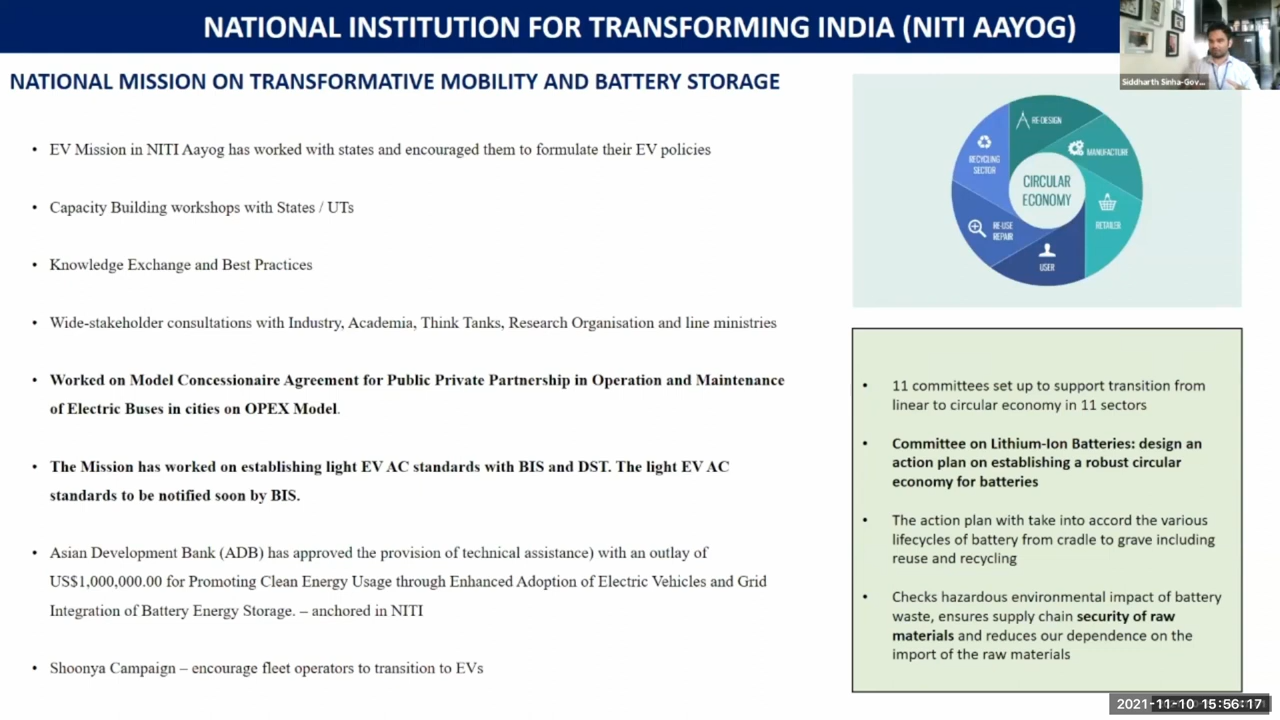 NATIONAL INSTITUTION FOR TRANSFORMING INDIA (NITI AAYOG)
Siddharth Sinha-Gov...
NATIONAL MISSION ON TRANSFORMATIVE MOBILITY AND BATTERY STORAGE
• EV Mission in NITI Aayog has worked with states and encouraged them to formulate their EV policies
• Capacity Building workshops with States / UTs
• Knowledge Exchange and Best Practices
• Wide-stakeholder consultations with Industry, Academia, Think Tanks, Research Organisation and line ministries
• Worked on Model Concessionaire Agreement for Public Private Partnership in Operation and Maintenance
of Electric Buses in cities on OPEX Model.
• The Mission has worked on establishing light EV AC standards with BIS and DST. The light EV AC
standards to be notified soon by BIS.
• Asian Development Bank (ADB) has approved the provision of technical assistance) with an outlay of
US$1,000,000.00 for Promoting Clean Energy Usage through Enhanced Adoption of Electric Vehicles and Grid
Integration of Battery Energy Storage. – anchored in NITI
• Shoonya Campaign – encourage fleet operators to transition to EVs
RE-DESIGN
MANUFACTURE
RETAILER
USER
RE-USE
REPAIR
RECYCLING
SECTOR
CIRCULAR
ECONOMY
• 11 committees set up to support transition from
linear to circular economy in 11 sectors
• Committee on Lithium-Ion Batteries: design an
action plan on establishing a robust circular
economy for batteries
• The action plan with take into accord the various
lifecycles of battery from cradle to grave including
reuse and recycling
• Checks hazardous environmental impact of battery
waste, ensures supply chain security of raw
materials and reduces our dependence on the
import of the raw materials
2021-11-10 15:56:17